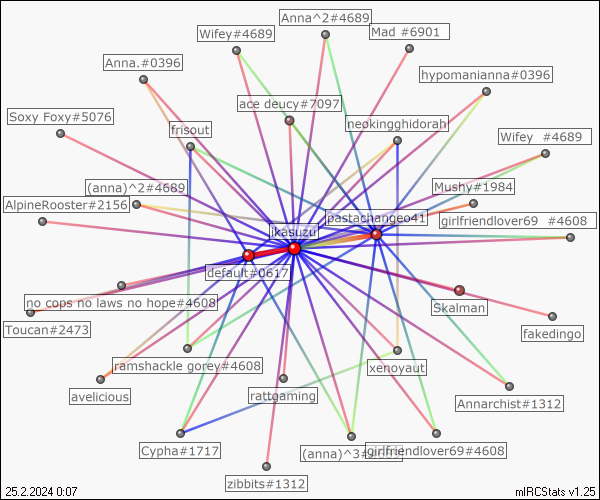 Anna^2#4689
Wifey#4689
Mad #6901
Anna.#0396
hypomanianna#0396
ace deucy#7097
Soxy Foxy#5076
frisout
neokingghidorah
Wifey #4689
(anna)^2#4689
Mushy#1984
AlpineRooster#2156
pastachangeo41
girlfriendlover69 #4608
ikasuzu
default#0617
no cops no laws no hope#4608
Skalman
Toucan#2473
fakedingo
ramshackle gorey#4608
xenoyaut
avelicious
rattgaming
Annarchist#1312
Cypha#1717
(anna)^3#
girlfriendlover69#4608
zibbits#1312
25.2.2024 0:07
mIRCStats v1.25